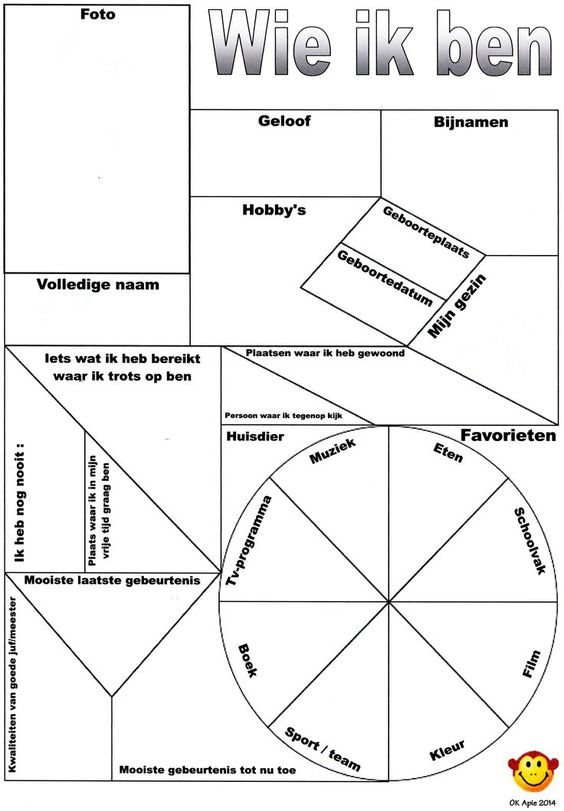 Foto
Wie ik ben
Geloof
Bijnamen
Hobby's
Geboorteplaats
Geboortedatum
Mijn gezin
Volledige naam
Iets wat ik heb bereikt
waar ik trots op ben
Plaatsen waar ik heb gewoond
Persoon waar ik tegenop kijk
Ik heb nog nooit :
Plaats waar ik in mijn
vrije tijd graag ben
Huisdier
Favorieten
Muziek
Eten
Schoolvak
Film
Kleur
Sport / team
Boek
Tv-programma
Mooiste laatste gebeurtenis
Kwaliteiten van goede juf/meester
Mooiste gebeurtenis tot nu toe
OK Apie 2014